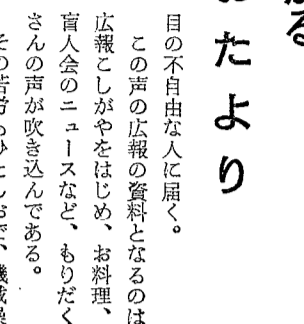 おたより
目の不自由な人に届く。
この声の広報の資料となるのは
広報こしがやをはじめ、お料理、
盲人会のニュースなど、もりだく
さんの声が吹き込んである。